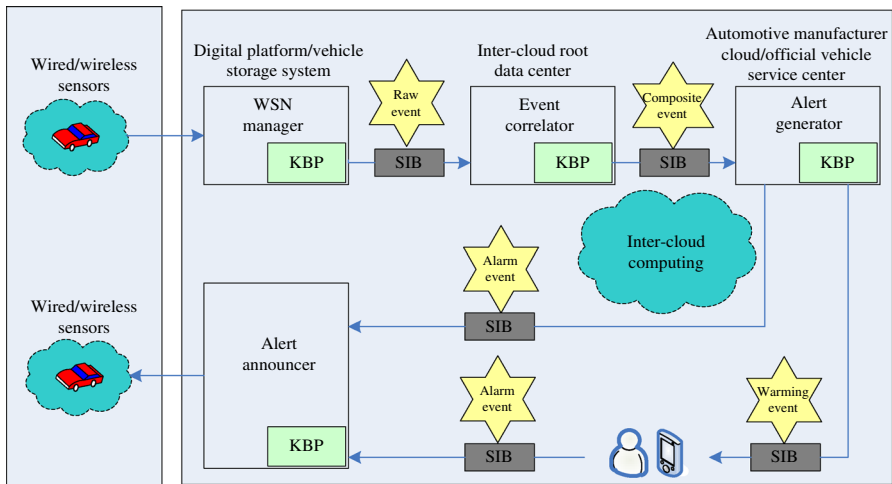 Wired/wireless
sensors
Digital platform/vehicle
storage system
WSN
manager
KBP
Raw
event
SIB
Inter-cloud root
data center
Event
correlator
KBP
Composite
event
SIB
Automotive manufacturer
cloud/official vehicle
service center
Alert
generator
KBP
Inter-cloud
computing
Alarm
event
SIB
Wired/wireless
sensors
Alert
announcer
KBP
Alarm
event
SIB
Warming
event
SIB